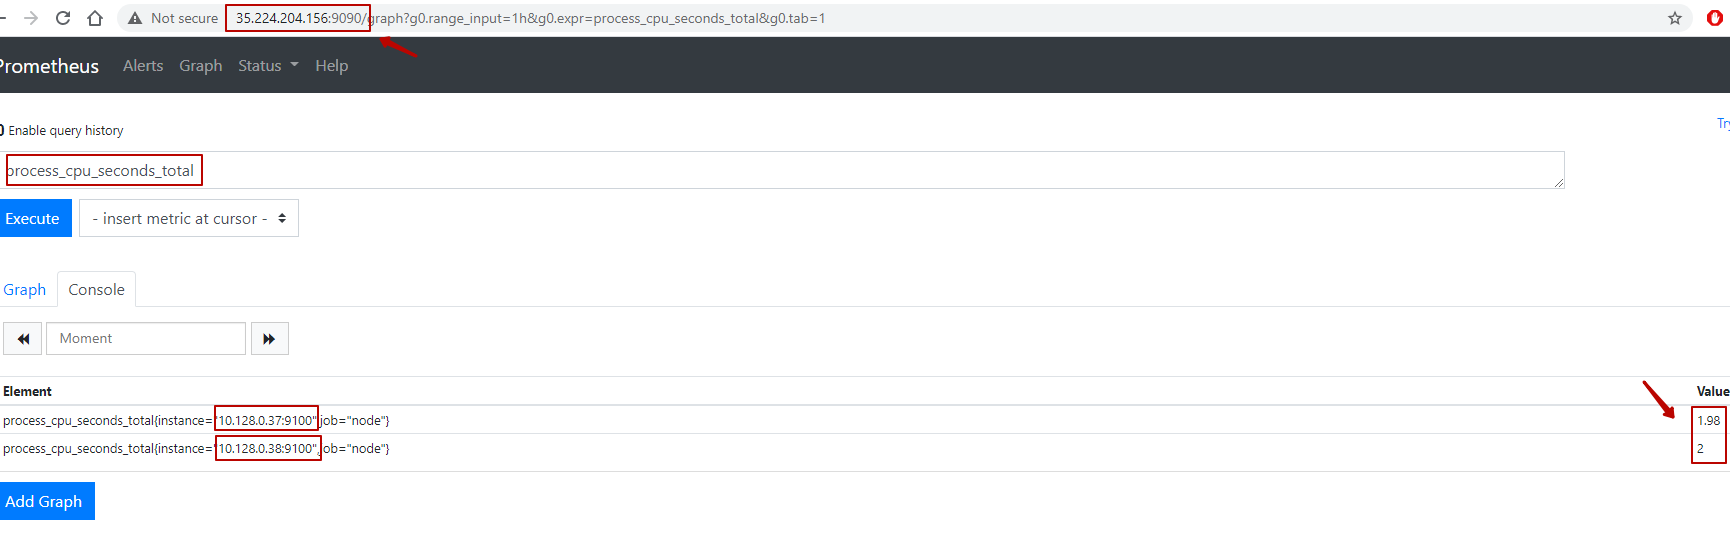 Not secure 35.224.204.156:9090/graph?g0.range_input=1h&g0.expr=process_cpu_seconds_total&g0.tab=1
Prometheus Alerts Graph Status Help
Enable query history
Try
process_cpu_seconds_total
Execute - insert metric at cursor -
Graph Console
Moment
Element Value
process_cpu_seconds_total{instance="10.128.0.37:9100",job="node"} 1.98
process_cpu_seconds_total{instance="10.128.0.38:9100",job="node"} 2
Add Graph